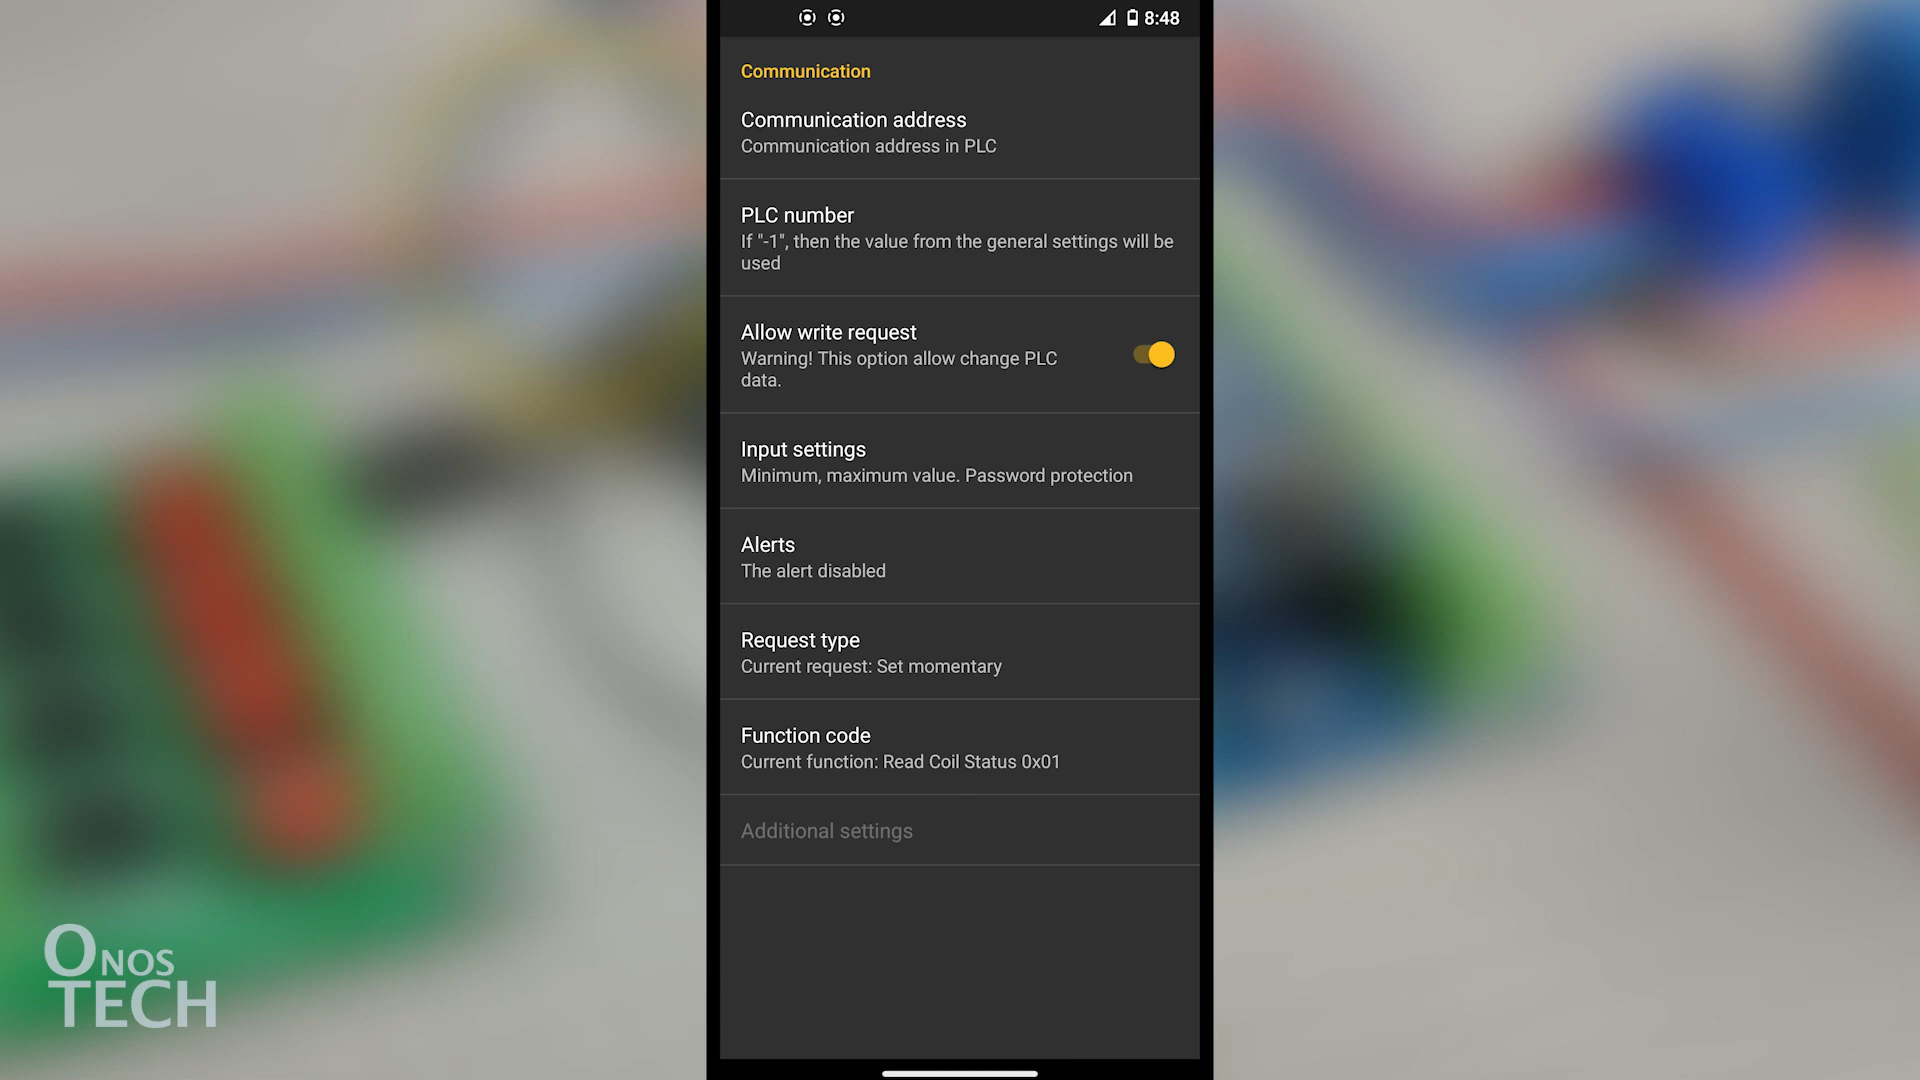 8:48
Communication
Communication address
Communication address in PLC
PLC number
If "-1", then the value from the general settings will be
used
Allow write request
Warning! This option allow change PLC
data.
Input settings
Minimum, maximum value. Password protection
Alerts
The alert disabled
Request type
Current request: Set momentary
Function code
Current function: Read Coil Status 0x01
Additional settings
ONOS
TECH